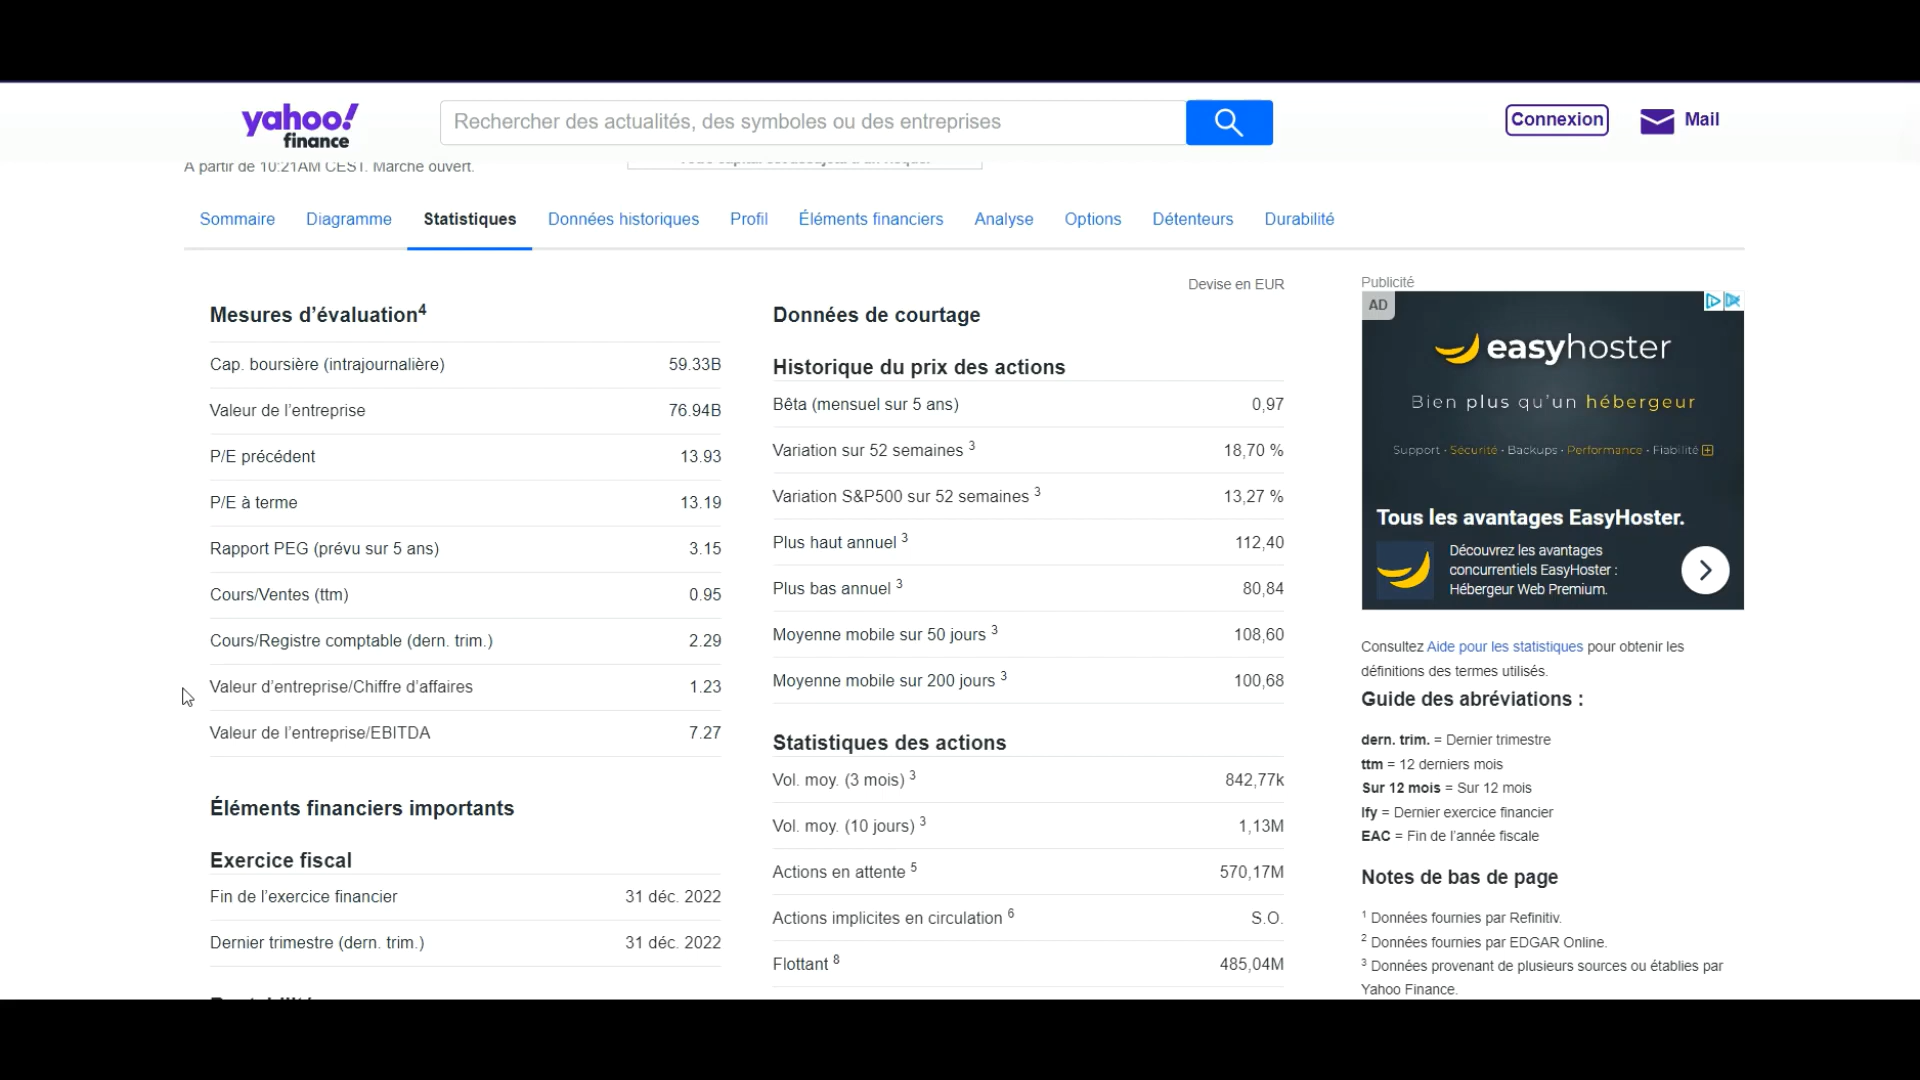 yahoo!
finance
Rechercher des actualités, des symboles ou des entreprises
Connexion
Mail
À partir de 10:21AM CEST. Marché ouvert.
Sommaire
Diagramme
Statistiques
Données historiques
Profil
Éléments financiers
Analyse
Options
Détenteurs
Durabilité
Devise en EUR
Mesures d'évaluation4
Cap. boursière (intrajournalière) 59.33B
Valeur de l'entreprise 76.94B
P/E précédent 13.93
P/E à terme 13.19
Rapport PEG (prévu sur 5 ans) 3.15
Cours/Ventes (ttm) 0.95
Cours/Registre comptable (dern. trim.) 2.29
Valeur d'entreprise/Chiffre d'affaires 1.23
Valeur de l'entreprise/EBITDA 7.27
Éléments financiers importants
Exercice fiscal
Fin de l'exercice financier 31 déc. 2022
Dernier trimestre (dern. trim.) 31 déc. 2022
Données de courtage
Historique du prix des actions
Bêta (mensuel sur 5 ans) 0,97
Variation sur 52 semaines 3 18,70 %
Variation S&P500 sur 52 semaines 3 13,27 %
Plus haut annuel 3 112,40
Plus bas annuel 3 80,84
Moyenne mobile sur 50 jours 3 108,60
Moyenne mobile sur 200 jours 3 100,68
Statistiques des actions
Vol. moy. (3 mois) 3 842,77k
Vol. moy. (10 jours) 3 1,13M
Actions en attente 5 570,17M
Actions implicites en circulation 6 S.O.
Flottant 8 485,04M
Publicité
AD
easyhoster
Bien plus qu'un hébergeur
Support • Sécurité • Backups • Performance • Fiabilité
Tous les avantages EasyHoster.
Découvrez les avantages
concurrentiels EasyHoster :
Hébergeur Web Premium.
Consultez Aide pour les statistiques pour obtenir les
définitions des termes utilisés.
Guide des abréviations :
dern. trim. = Dernier trimestre
ttm = 12 derniers mois
Sur 12 mois = Sur 12 mois
lfy = Dernier exercice financier
EAC = Fin de l'année fiscale
Notes de bas de page
1 Données fournies par Refinitiv.
2 Données fournies par EDGAR Online.
3 Données provenant de plusieurs sources ou établies par
Yahoo Finance.